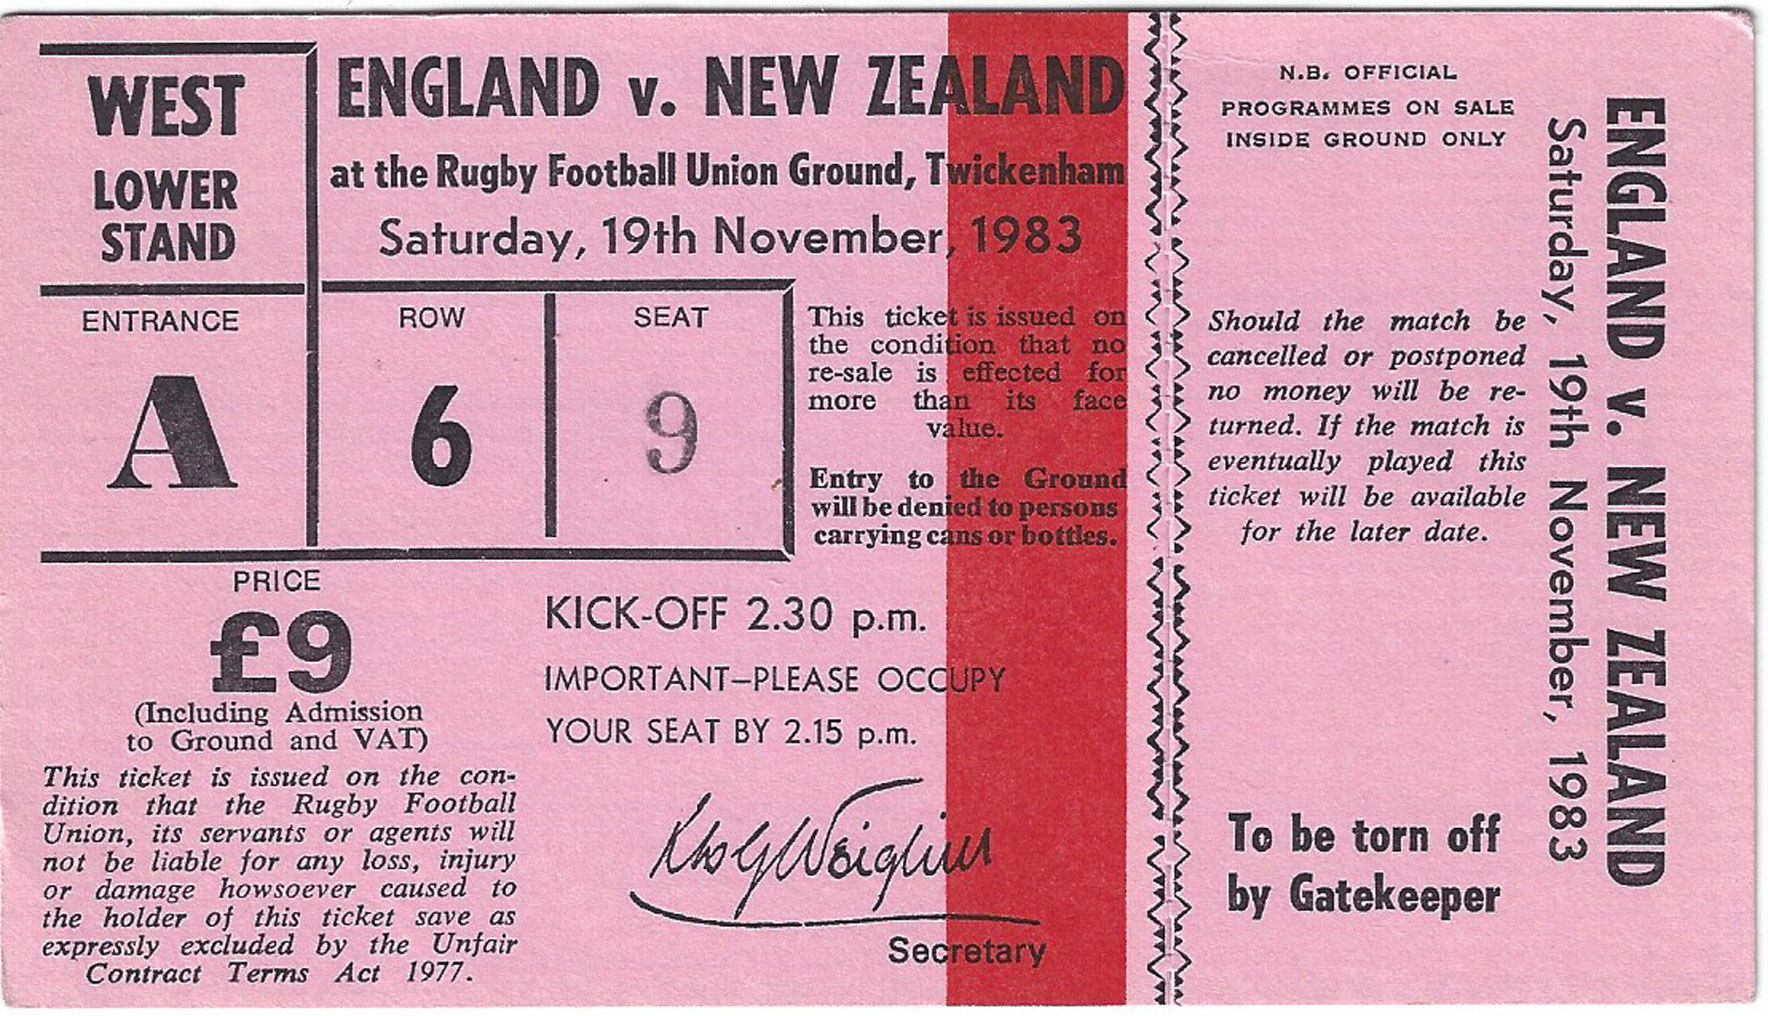 WEST
LOWER
STAND
ENGLAND v. NEW ZEALAND
at the Rugby Football Union Ground, Twickenham
Saturday, 19th November, 1983
ENTRANCE
A
ROW
6
SEAT
9
This ticket is issued on
the condition that no
re-sale is effected for
more than its face
value.
Entry to the Ground
will be denied to persons
carrying cans or bottles.
PRICE
£9
(Including Admission
to Ground and VAT)
This ticket is issued on the con-
dition that the Rugby Football
Union, its servants or agents will
not be liable for any loss, injury
or damage howsoever caused to
the holder of this ticket save as
expressly excluded by the Unfair
Contract Terms Act 1977.
KICK-OFF 2.30 p.m.
IMPORTANT–PLEASE OCCUPY
YOUR SEAT BY 2.15 p.m.
Secretary
N.B. OFFICIAL
PROGRAMMES ON SALE
INSIDE GROUND ONLY
Should the match be
cancelled or postponed
no money will be re-
turned. If the match is
eventually played this
ticket will be available
for the later date.
To be torn off
by Gatekeeper
ENGLAND v. NEW ZEALAND
Saturday, 19th November, 1983